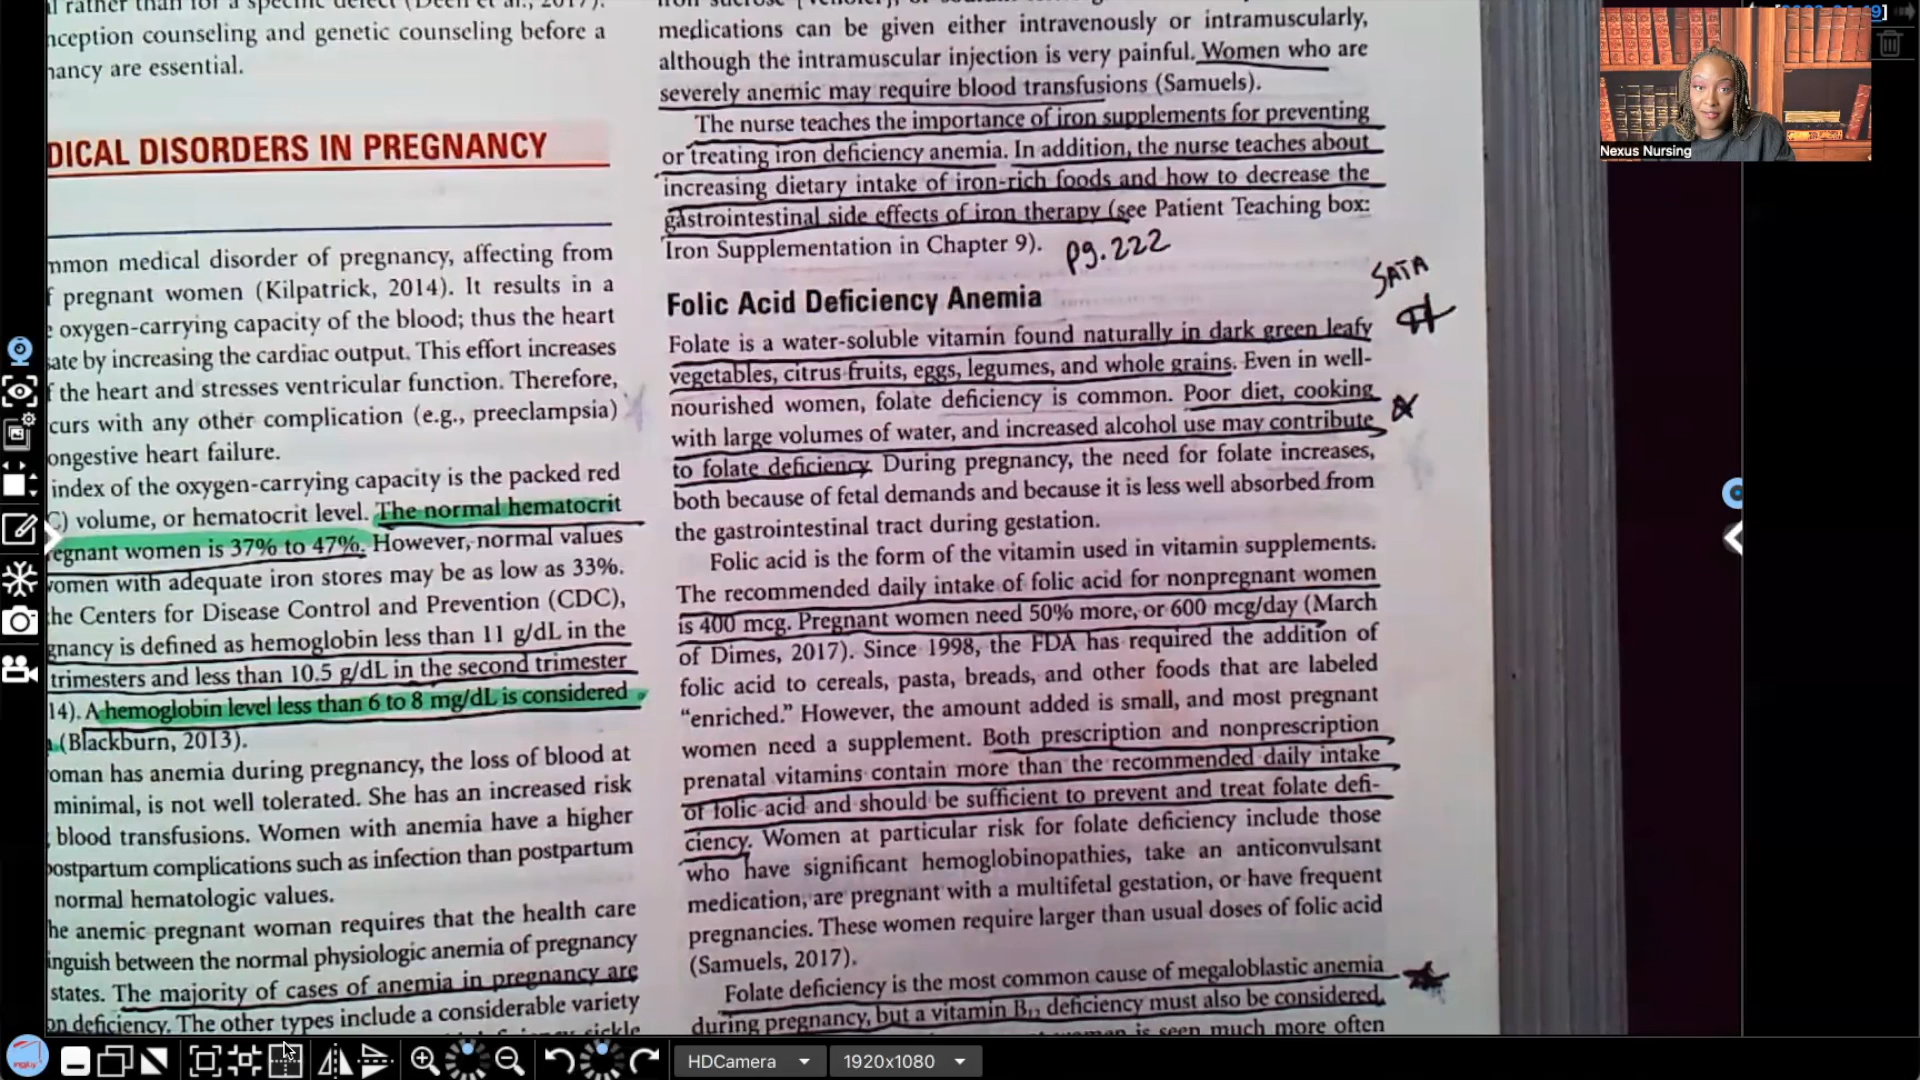 l rather than for a specific defect (Deen et al., 2017).
nception counseling and genetic counseling before a
nancy are essential.
DICAL DISORDERS IN PREGNANCY
nmon medical disorder of pregnancy, affecting from
f pregnant women (Kilpatrick, 2014). It results in a
e oxygen-carrying capacity of the blood; thus the heart
sate by increasing the cardiac output. This effort increases
f the heart and stresses ventricular function. Therefore,
curs with any other complication (e.g., preeclampsia)
ongestive heart failure.
index of the oxygen-carrying capacity is the packed red
C) volume, or hematocrit level. The normal hematocrit
egnant women is 37% to 47%. However, normal values
women with adequate iron stores may be as low as 33%.
he Centers for Disease Control and Prevention (CDC),
gnancy is defined as hemoglobin less than 11 g/dL in the
trimesters and less than 10.5 g/dL in the second trimester
14). A hemoglobin level less than 6 to 8 mg/dL is considered
(Blackburn, 2013).
oman has anemia during pregnancy, the loss of blood at
minimal, is not well tolerated. She has an increased risk
blood transfusions. Women with anemia have a higher
postpartum complications such as infection than postpartum
normal hematologic values.
he anemic pregnant woman requires that the health care
inguish between the normal physiologic anemia of pregnancy
states. The majority of cases of anemia in pregnancy are
on deficiency. The other types include a considerable variety
sickle
medications can be given either intravenously or intramuscularly,
although the intramuscular injection is very painful. Women who are
severely anemic may require blood transfusions (Samuels).
The nurse teaches the importance of iron supplements for preventing
or treating iron deficiency anemia. In addition, the nurse teaches about
increasing dietary intake of iron-rich foods and how to decrease the
gastrointestinal side effects of iron therapy (see Patient Teaching box:
Iron Supplementation in Chapter 9).
pg. 222
SATA
Folic Acid Deficiency Anemia
Folate is a water-soluble vitamin found naturally in dark green leafy
vegetables, citrus fruits, eggs, legumes, and whole grains. Even in well-
nourished women, folate deficiency is common. Poor diet, cooking
with large volumes of water, and increased alcohol use may contribute
to folate deficiency. During pregnancy, the need for folate increases,
both because of fetal demands and because it is less well absorbed from
the gastrointestinal tract during gestation.
Folic acid is the form of the vitamin used in vitamin supplements.
The recommended daily intake of folic acid for nonpregnant women
is 400 mcg. Pregnant women need 50% more, or 600 mcg/day (March
of Dimes, 2017). Since 1998, the FDA has required the addition of
folic acid to cereals, pasta, breads, and other foods that are labeled
“enriched.” However, the amount added is small, and most pregnant
women need a supplement. Both prescription and nonprescription
prenatal vitamins contain more than the recommended daily intake
of folic acid and should be sufficient to prevent and treat folate defi-
ciency. Women at particular risk for folate deficiency include those
who have significant hemoglobinopathies, take an anticonvulsant
medication, are pregnant with a multifetal gestation, or have frequent
pregnancies. These women require larger than usual doses of folic acid
(Samuels, 2017).
Folate deficiency is the most common cause of megaloblastic anemia
during pregnancy, but a vitamin B12 deficiency must also be considered.
is seen much more often
Nexus Nursing
HDCamera
1920x1080